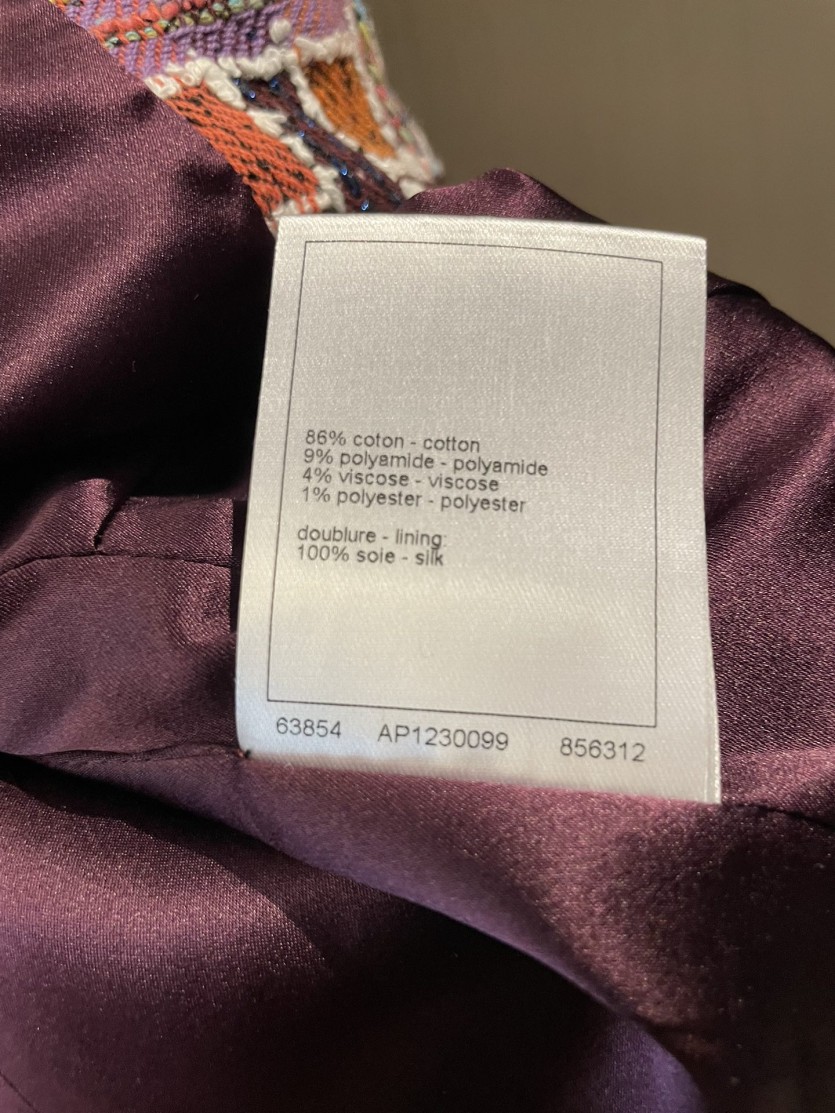 86% coton - cotton
9% polyamide - polyamide
4% viscose - viscose
1% polyester - polyester
doublure - lining:
100% soie - silk
63854 AP1230099 856312